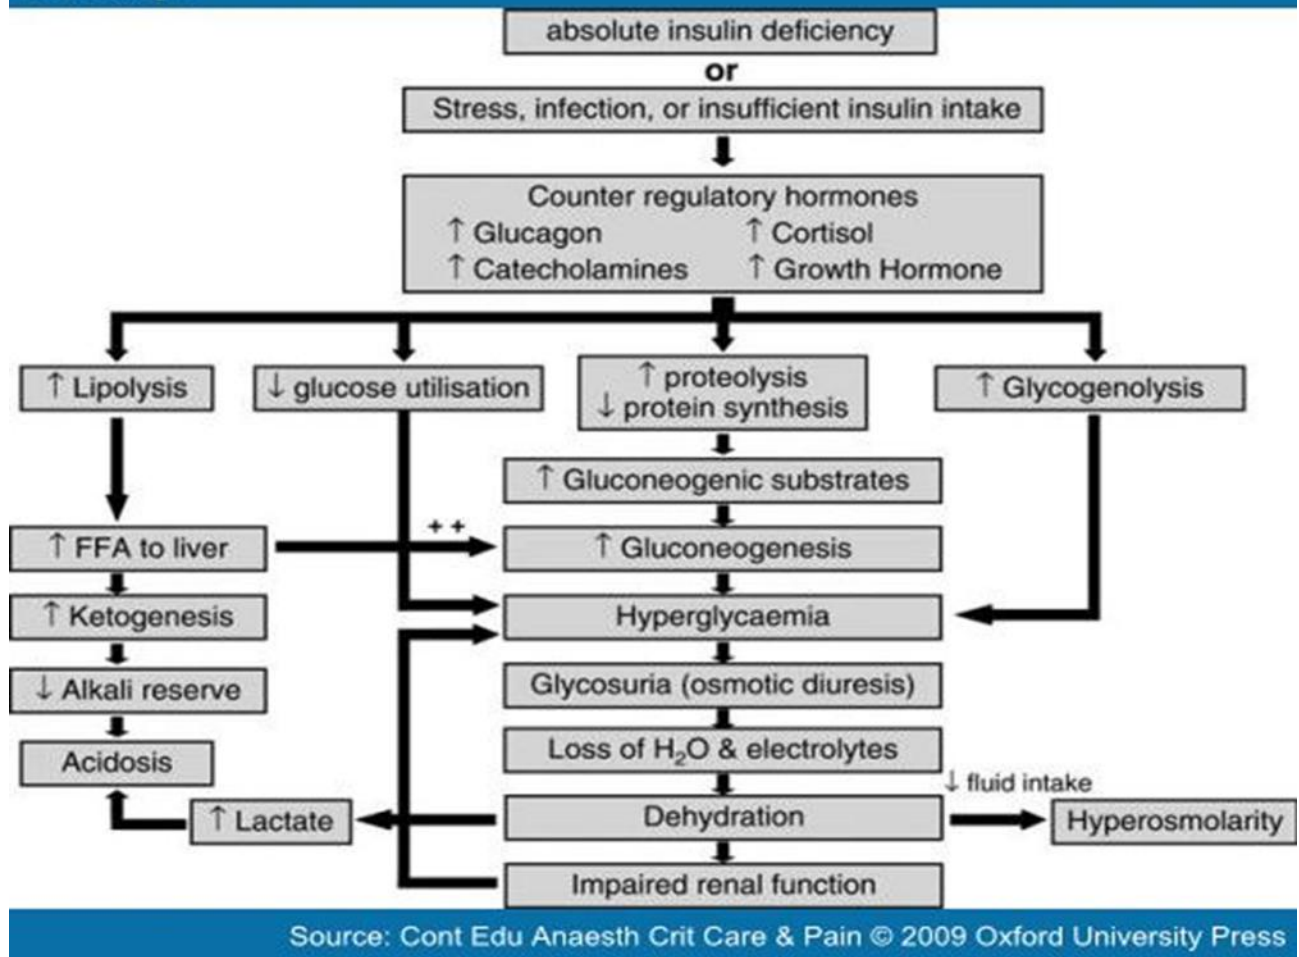 absolute insulin deficiency
or
Stress, infection, or insufficient insulin intake
Counter regulatory hormones
↑ Glucagon ↑ Cortisol
↑ Catecholamines ↑ Growth Hormone
↑ Lipolysis
↓ glucose utilisation
↑ proteolysis
↓ protein synthesis
↑ Glycogenolysis
↑ Gluconeogenic substrates
↑ FFA to liver
++
↑ Gluconeogenesis
↑ Ketogenesis
Hyperglycaemia
↓ Alkali reserve
Glycosuria (osmotic diuresis)
Acidosis
Loss of H₂O & electrolytes
↓ fluid intake
↑ Lactate
Dehydration
Hyperosmolarity
Impaired renal function
Source: Cont Edu Anaesth Crit Care & Pain © 2009 Oxford University Press